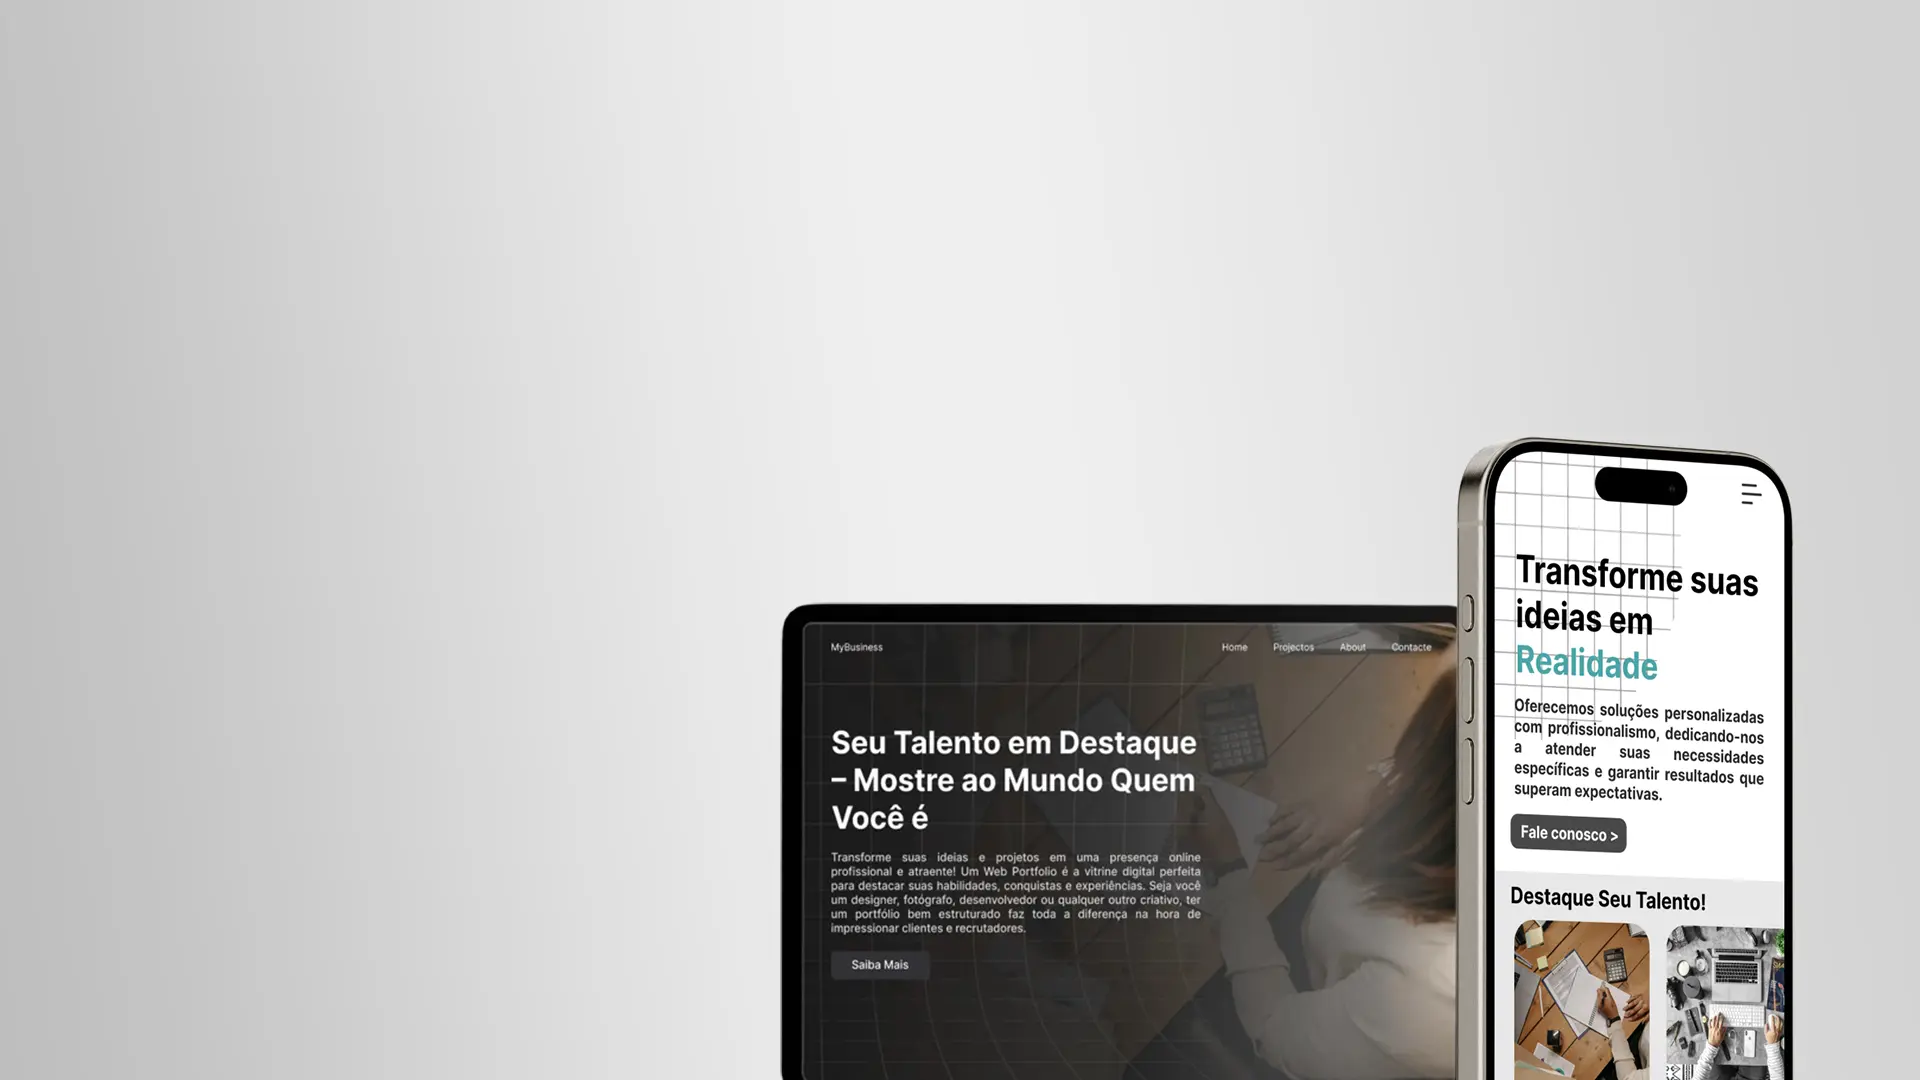 MyBusiness
Home Projectos About Contacte
Seu Talento em Destaque
– Mostre ao Mundo Quem
Você é
Transforme suas ideias e projetos em uma presença online
profissional e atraente! Um Web Portfolio é a vitrine digital perfeita
para destacar suas habilidades, conquistas e experiências. Seja você
um designer, fotógrafo, desenvolvedor ou qualquer outro criativo, ter
um portfólio bem estruturado faz toda a diferença na hora de
impressionar clientes e recrutadores.
Saiba Mais
Transforme suas
ideias em
Realidade
Oferecemos soluções personalizadas
com profissionalismo, dedicando-nos
a atender suas necessidades
específicas e garantir resultados que
superam expectativas.
Fale conosco >
Destaque Seu Talento!